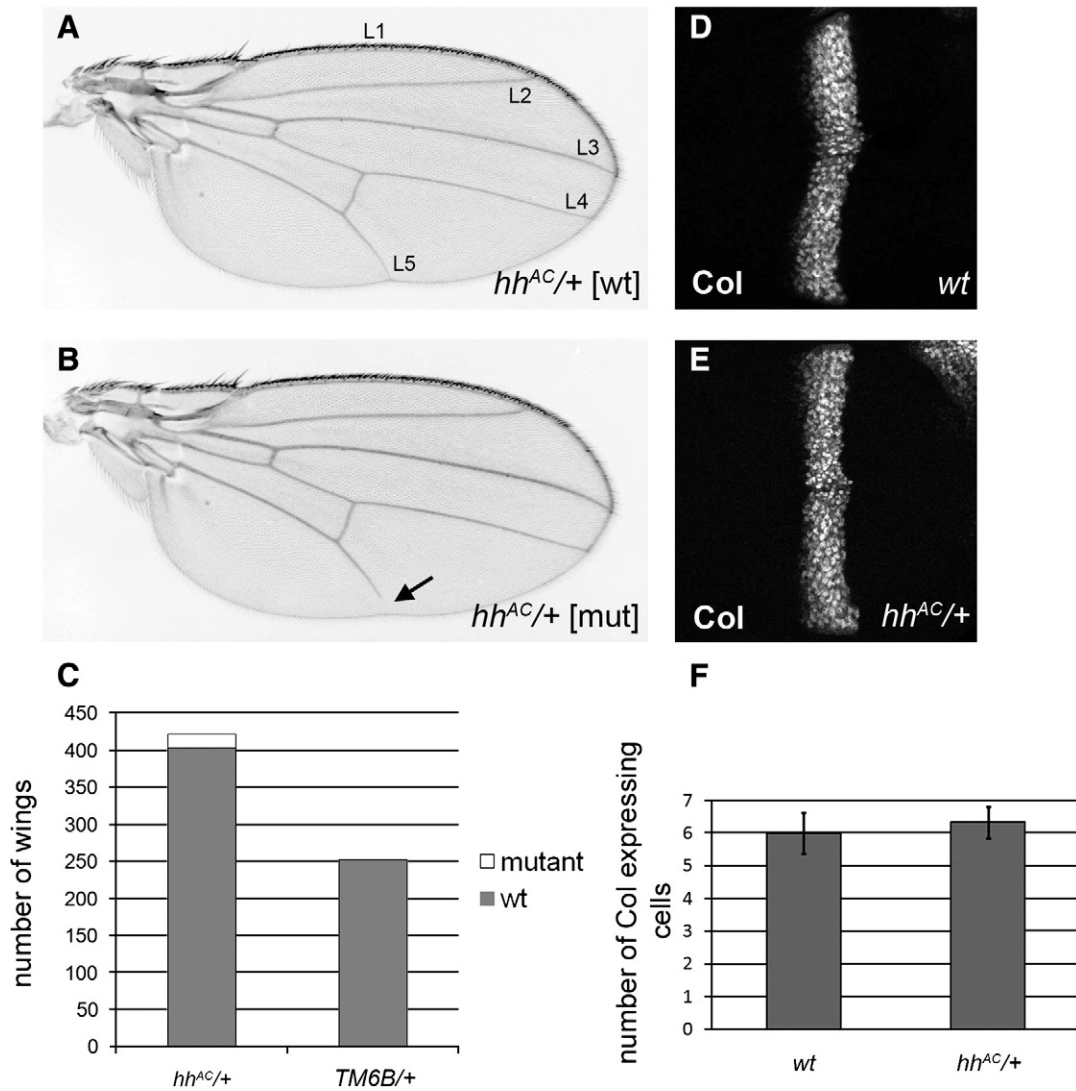 A
L1
L2
L3
L4
L5
hhᴬᶜ/+ [wt]
B
hhᴬᶜ/+ [mut]
D
Col
wt
E
Col
hhᴬᶜ/+
C
number of wings
450
400
350
300
250
200
150
100
50
0
hhᴬᶜ/+
TM6B/+
mutant
wt
F
number of Col expressing
cells
7
6
5
4
3
2
1
0
wt
hhᴬᶜ/+